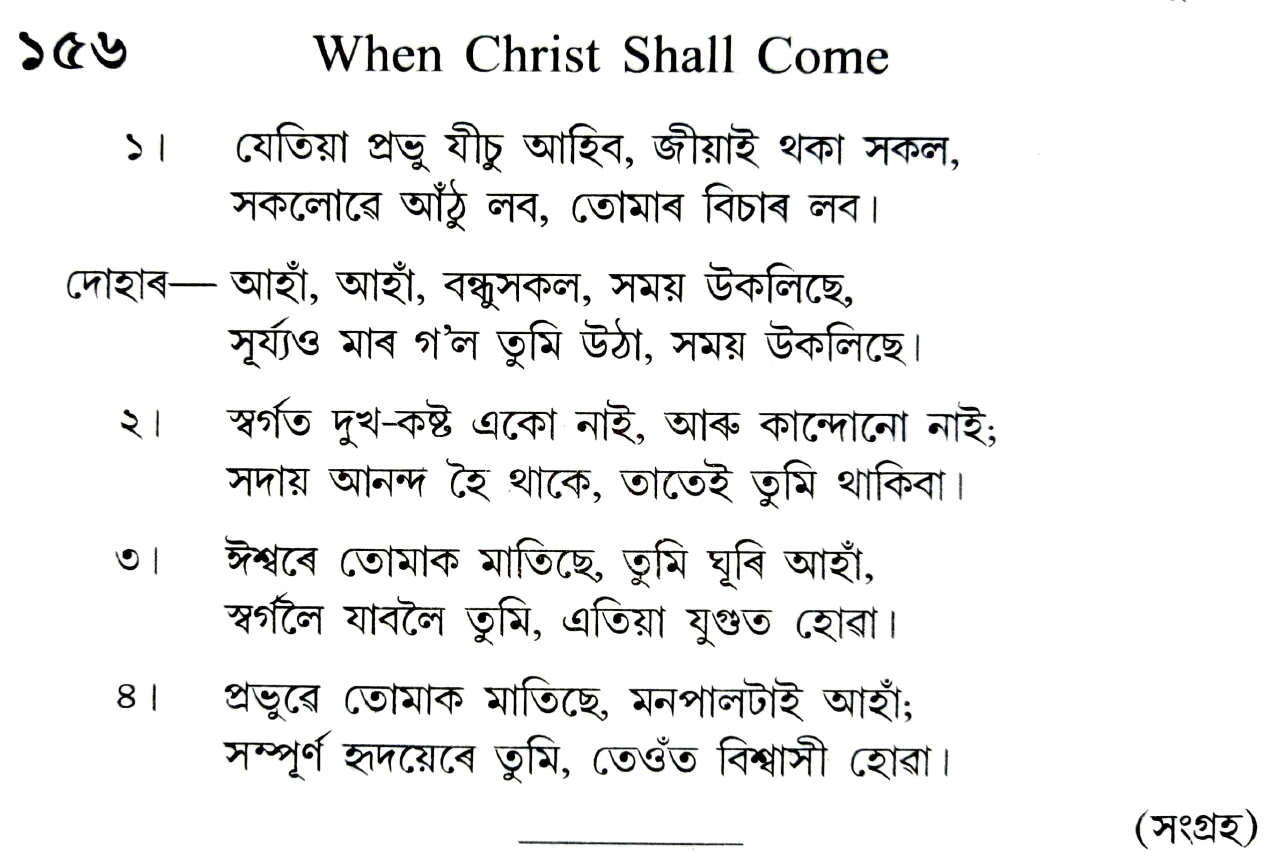 ১৫৬ When Christ Shall Come
১। যেতিয়া প্ৰভু যীচু আহিব, জীয়াই থকা সকল,
সকলোৱে আঁঠু লব, তোমাৰ বিচাৰ লব।
দোহাৰ— আহাঁ, আহাঁ, বন্ধুসকল, সময় উকলিছে,
সূৰ্য্যও মাৰ গ'ল তুমি উঠা, সময় উকলিছে।
২। স্বৰ্গত দুখ-কষ্ট একো নাই, আৰু কান্দোনো নাই;
সদায় আনন্দ হৈ থাকে, তাতেই তুমি থাকিবা।
৩। ঈশ্বৰে তোমাক মাতিছে, তুমি ঘূৰি আহাঁ,
স্বৰ্গলৈ যাবলৈ তুমি, এতিয়া যুগুত হোৱা।
৪। প্ৰভুৱে তোমাক মাতিছে, মনপালটাই আহাঁ;
সম্পূৰ্ণ হৃদয়েৰে তুমি, তেওঁত বিশ্বাসী হোৱা।
(সংগ্ৰহ)